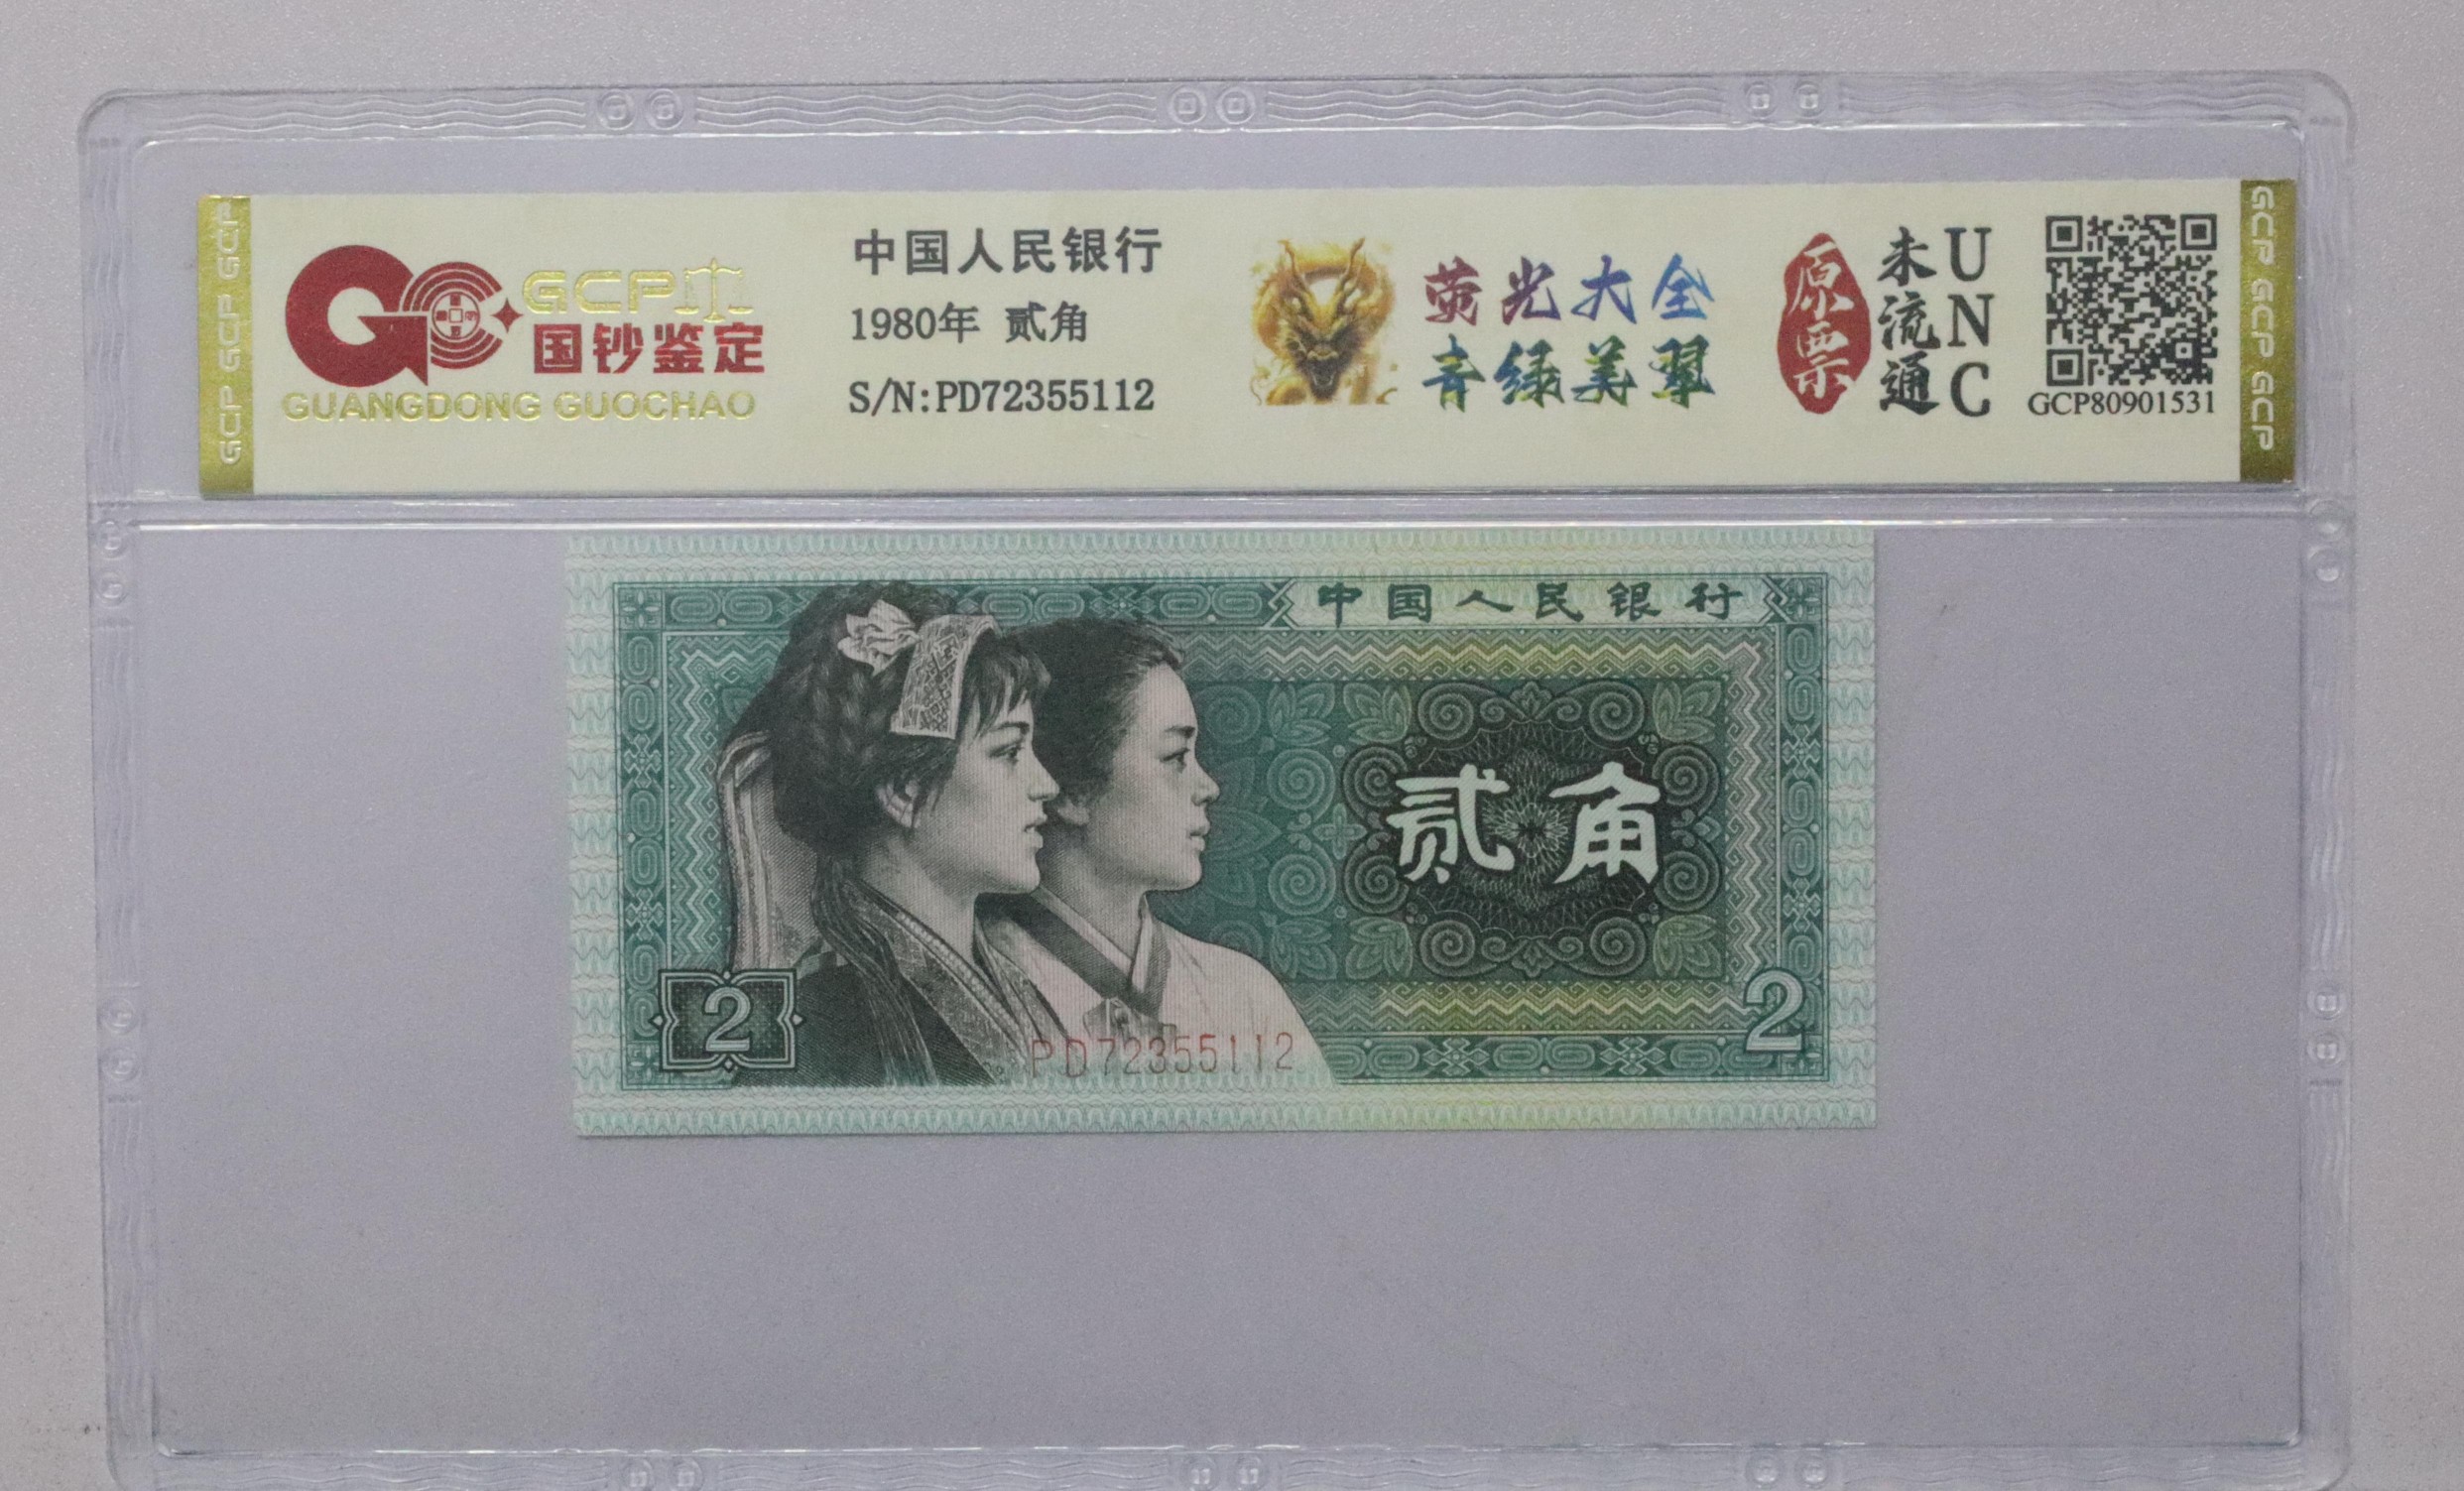 GCP GCP GCP
GCP
国钞鉴定
GUANGDONG GUOCHAO
中国人民银行
1980年 贰角
S/N:PD72355112
荧光大全
青绿美翠
原票
未流通
UNC
GCP80901531
GCP GCP GCP
中国人民银行
贰角
2
2
PD72355112